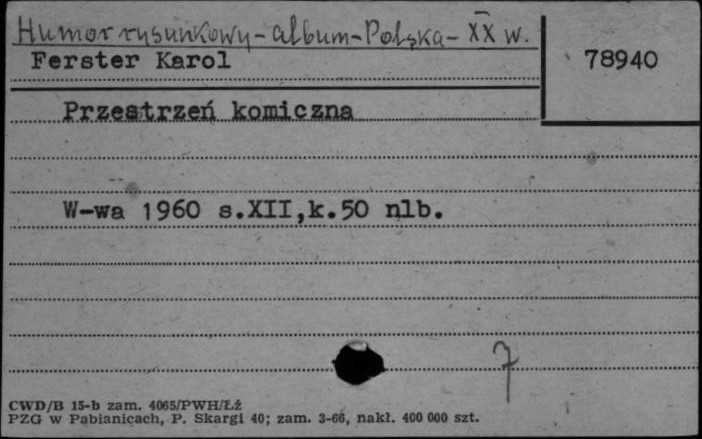 Humor rysunkowy - album - Polska - XX w.
Ferster Karol
78940
Przestrzeń komiczna
W-wa 1960 s.XII,k.50 nlb.
7
CWD/B 15-b zam. 4065/PWH/Łź
PZG w Pabianicach, P. Skargi 40; zam. 3-66, nakł. 400 000 szt.